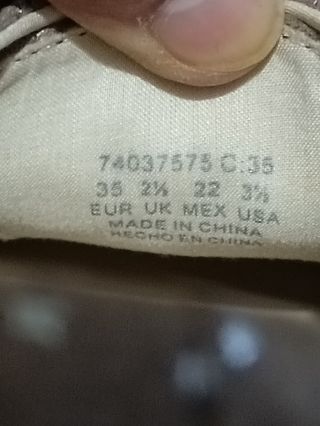 74037575 C:35
35 2½ 22 3½
EUR UK MEX USA
MADE IN CHINA
HECHO EN CHINA